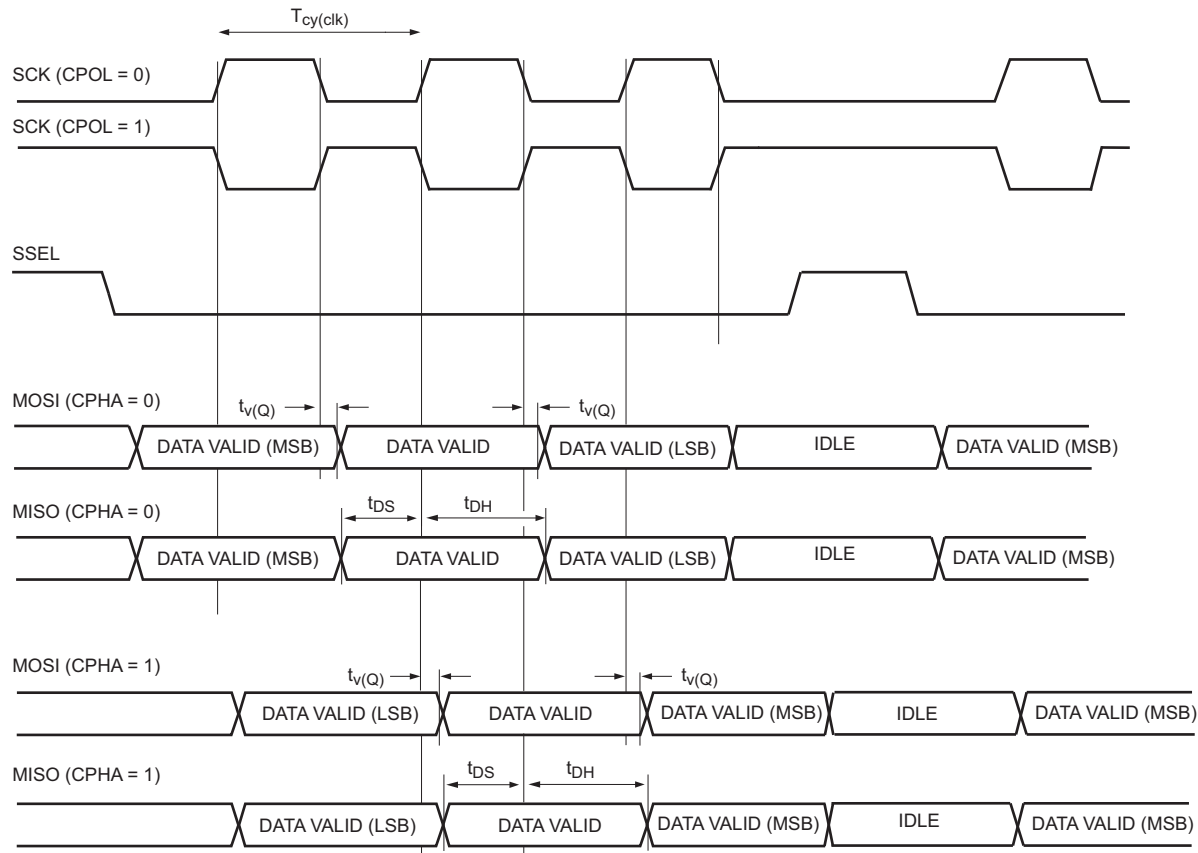 Tcy(clk)
SCK (CPOL = 0)
SCK (CPOL = 1)
SSEL
MOSI (CPHA = 0)
tv(Q) tv(Q)
DATA VALID (MSB) DATA VALID DATA VALID (LSB) IDLE DATA VALID (MSB)
MISO (CPHA = 0)
tDS tDH
DATA VALID (MSB) DATA VALID DATA VALID (LSB) IDLE DATA VALID (MSB)
MOSI (CPHA = 1)
tv(Q) tv(Q)
DATA VALID (LSB) DATA VALID DATA VALID (MSB) IDLE DATA VALID (MSB)
MISO (CPHA = 1)
tDS tDH
DATA VALID (LSB) DATA VALID DATA VALID (MSB) IDLE DATA VALID (MSB)